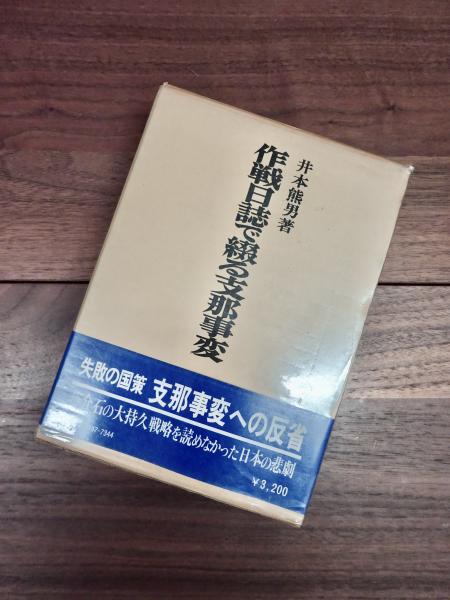 井本熊男著
作戦日誌で綴る支那事変
失敗の国策 支那事変への反省
介石の大持久戦略を読めなかった日本の悲劇
7344
￥3,200